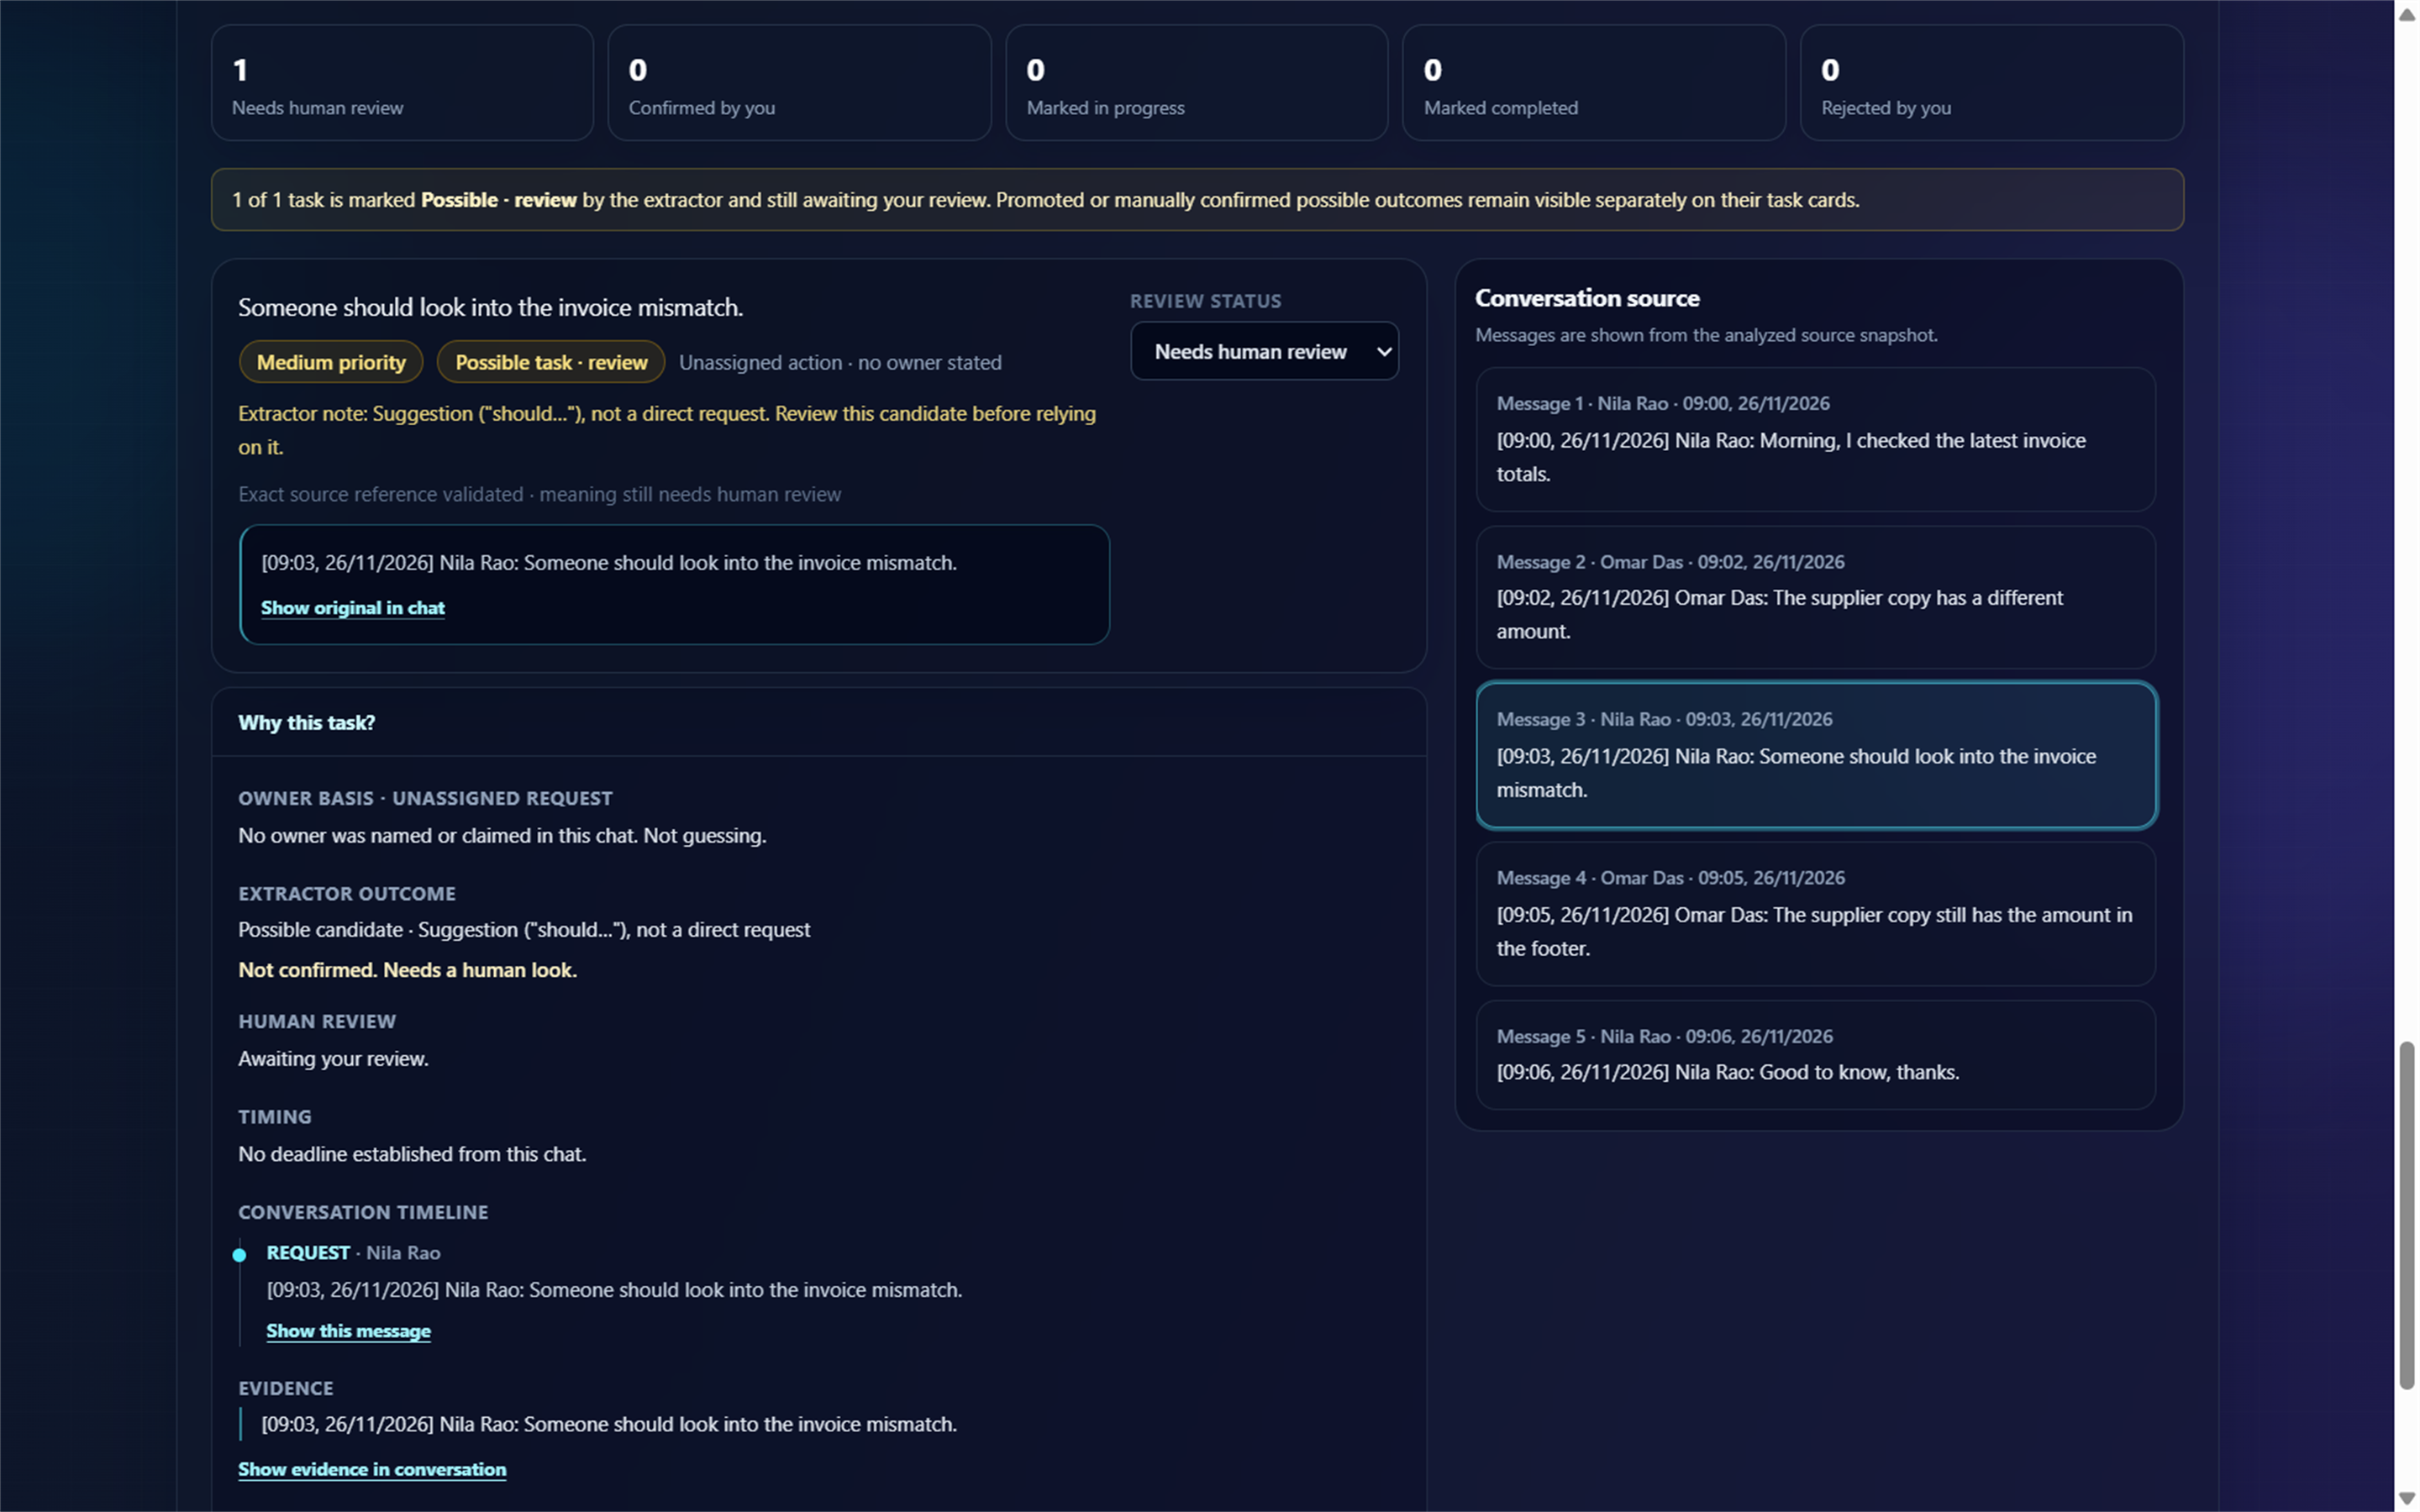 1
Needs human review
0
Confirmed by you
0
Marked in progress
0
Marked completed
0
Rejected by you
1 of 1 task is marked Possible · review by the extractor and still awaiting your review. Promoted or manually confirmed possible outcomes remain visible separately on their task cards.
Someone should look into the invoice mismatch.
Medium priority
Possible task · review
Unassigned action · no owner stated
Extractor note: Suggestion ("should..."), not a direct request. Review this candidate before relying
on it.
Exact source reference validated · meaning still needs human review
[09:03, 26/11/2026] Nila Rao: Someone should look into the invoice mismatch.
Show original in chat
REVIEW STATUS
Needs human review
Why this task?
OWNER BASIS · UNASSIGNED REQUEST
No owner was named or claimed in this chat. Not guessing.
EXTRACTOR OUTCOME
Possible candidate · Suggestion ("should..."), not a direct request
Not confirmed. Needs a human look.
HUMAN REVIEW
Awaiting your review.
TIMING
No deadline established from this chat.
CONVERSATION TIMELINE
REQUEST · Nila Rao
[09:03, 26/11/2026] Nila Rao: Someone should look into the invoice mismatch.
Show this message
EVIDENCE
[09:03, 26/11/2026] Nila Rao: Someone should look into the invoice mismatch.
Show evidence in conversation
Conversation source
Messages are shown from the analyzed source snapshot.
Message 1 · Nila Rao · 09:00, 26/11/2026
[09:00, 26/11/2026] Nila Rao: Morning, I checked the latest invoice
totals.
Message 2 · Omar Das · 09:02, 26/11/2026
[09:02, 26/11/2026] Omar Das: The supplier copy has a different
amount.
Message 3 · Nila Rao · 09:03, 26/11/2026
[09:03, 26/11/2026] Nila Rao: Someone should look into the invoice
mismatch.
Message 4 · Omar Das · 09:05, 26/11/2026
[09:05, 26/11/2026] Omar Das: The supplier copy still has the amount in
the footer.
Message 5 · Nila Rao · 09:06, 26/11/2026
[09:06, 26/11/2026] Nila Rao: Good to know, thanks.